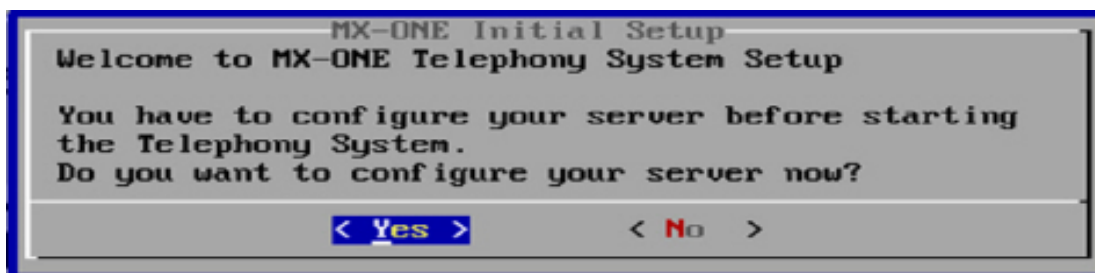 MX-ONE Initial Setup
Welcome to MX-ONE Telephony System Setup
You have to configure your server before starting
the Telephony System.
Do you want to configure your server now?
< Yes > < No >